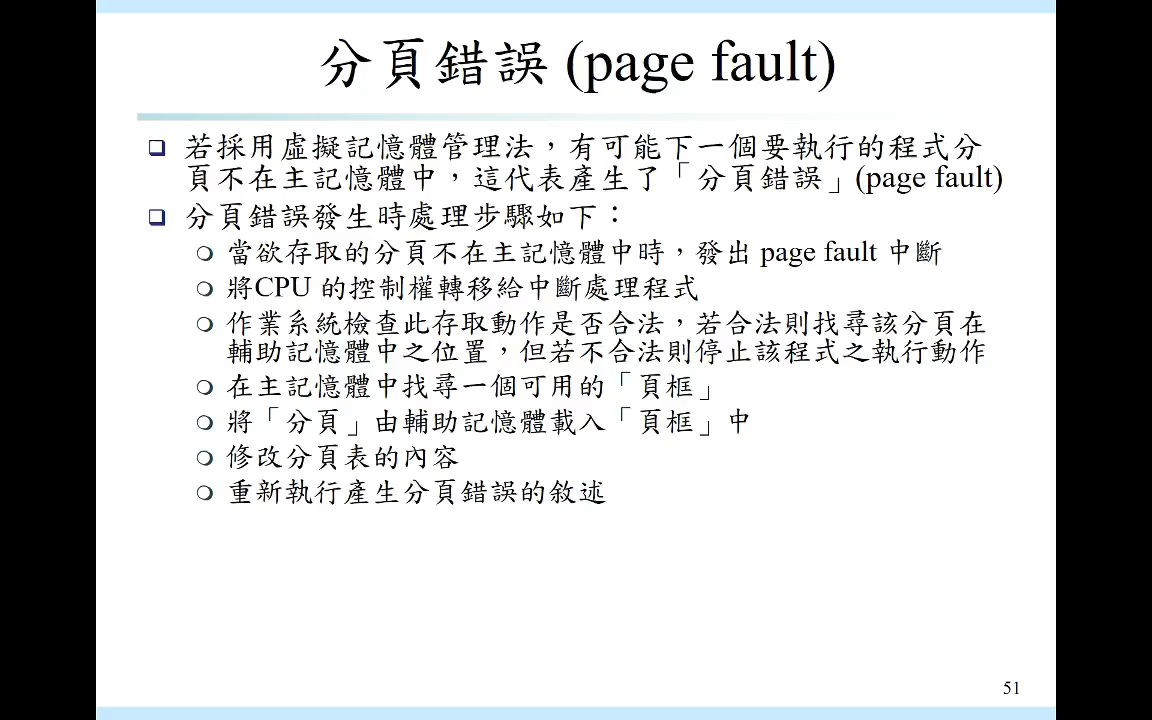 分頁錯誤 (page fault)
若採用虛擬記憶體管理法，有可能下一個要執行的程式分
頁不在主記憶體中，這代表產生了「分頁錯誤」(page fault)
分頁錯誤發生時處理步驟如下：
當欲存取的分頁不在主記憶體中時，發出 page fault 中斷
將CPU 的控制權轉移給中斷處理程式
作業系統檢查此存取動作是否合法，若合法則找尋該分頁在
輔助記憶體中之位置，但若不合法則停止該程式之執行動作
在主記憶體中找尋一個可用的「頁框」
將「分頁」由輔助記憶體載入「頁框」中
修改分頁表的內容
重新執行產生分頁錯誤的敘述
51